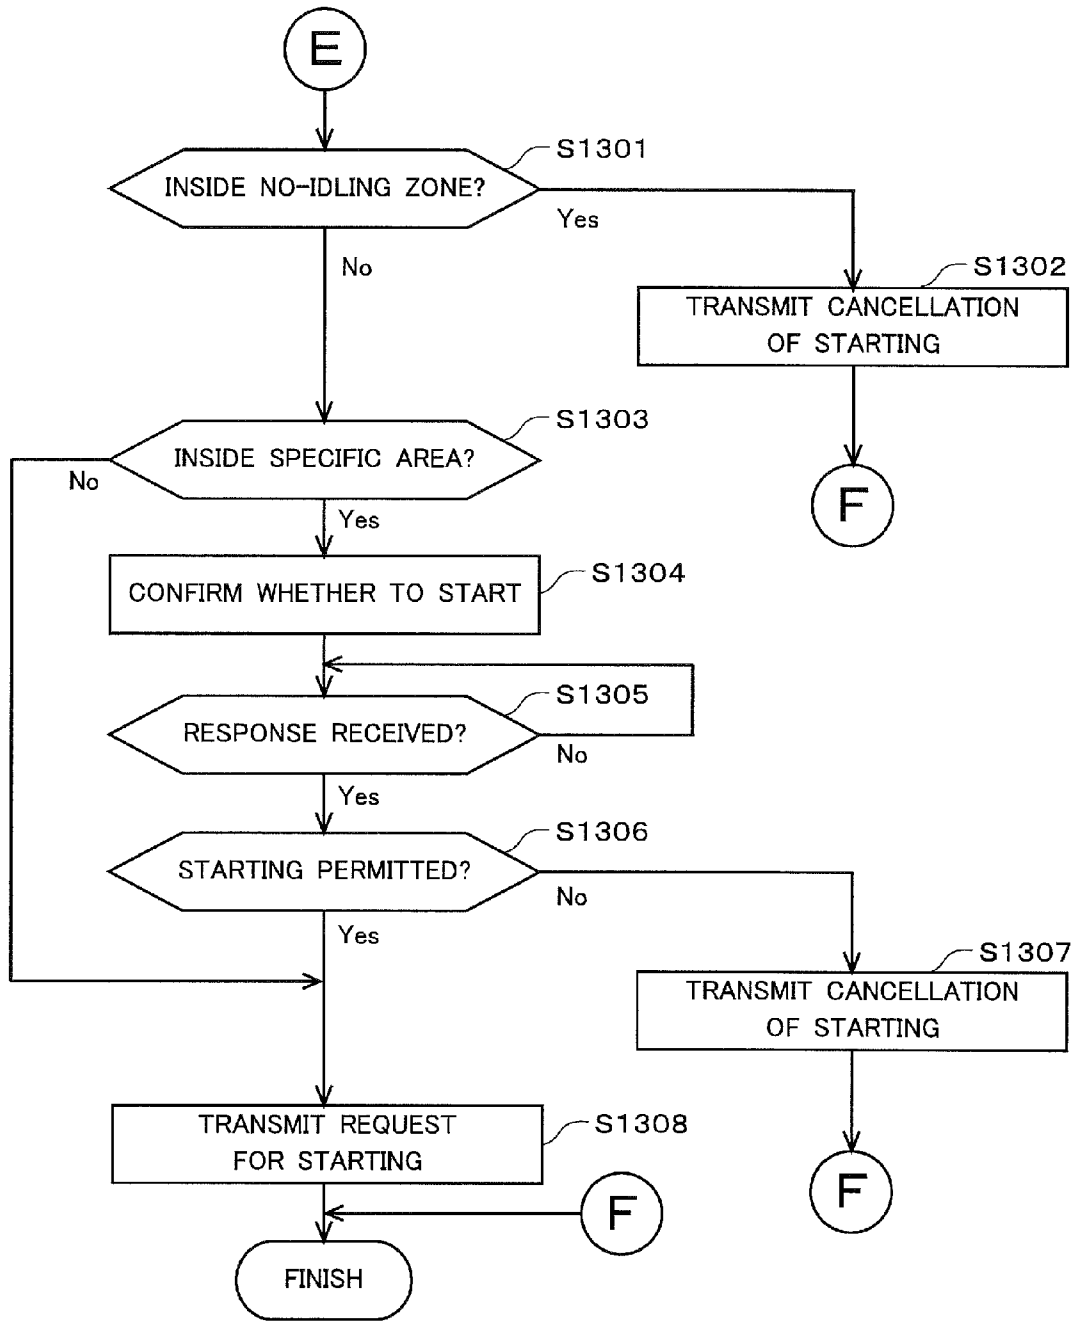 E
S1301
INSIDE NO-IDLING ZONE?
Yes
No
S1302
TRANSMIT CANCELLATION
OF STARTING
F
S1303
INSIDE SPECIFIC AREA?
No
Yes
S1304
CONFIRM WHETHER TO START
S1305
RESPONSE RECEIVED?
No
Yes
S1306
STARTING PERMITTED?
No
Yes
S1307
TRANSMIT CANCELLATION
OF STARTING
F
S1308
TRANSMIT REQUEST
FOR STARTING
F
FINISH